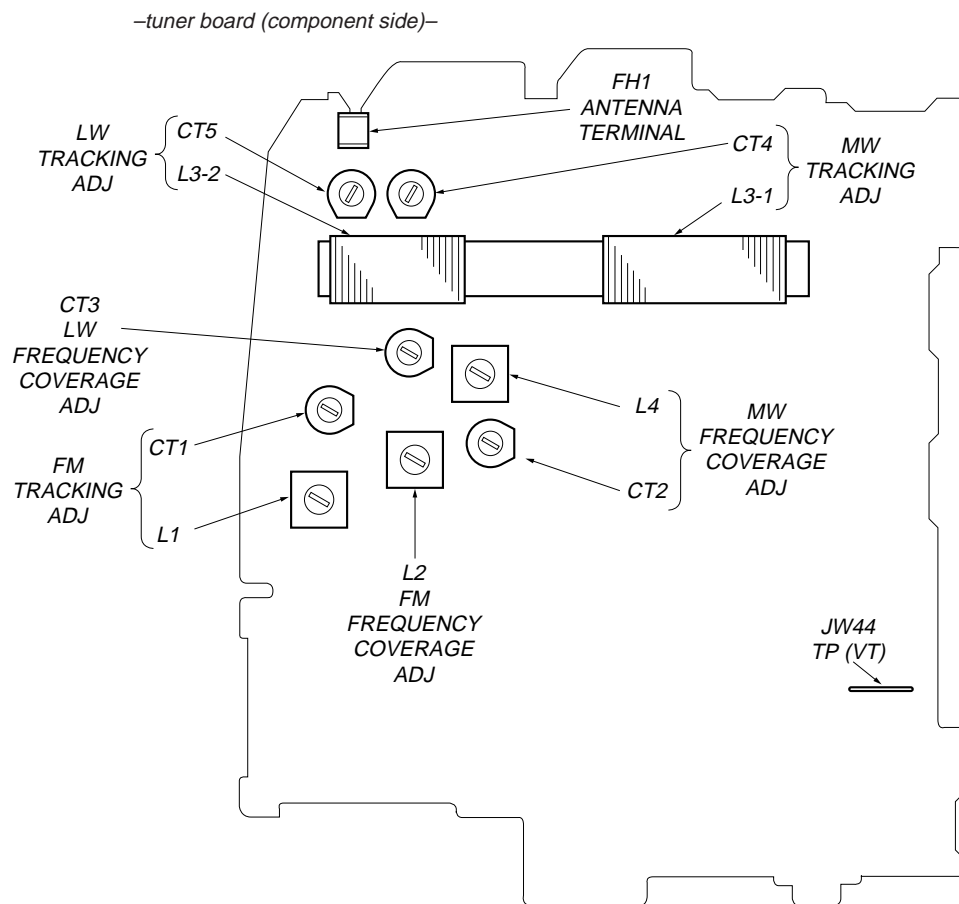 –tuner board (component side)–
FH1
ANTENNA
TERMINAL
LW
TRACKING
ADJ
CT5
L3-2
CT4
L3-1
MW
TRACKING
ADJ
CT3
LW
FREQUENCY
COVERAGE
ADJ
FM
TRACKING
ADJ
CT1
L1
L4
CT2
MW
FREQUENCY
COVERAGE
ADJ
L2
FM
FREQUENCY
COVERAGE
ADJ
JW44
TP (VT)